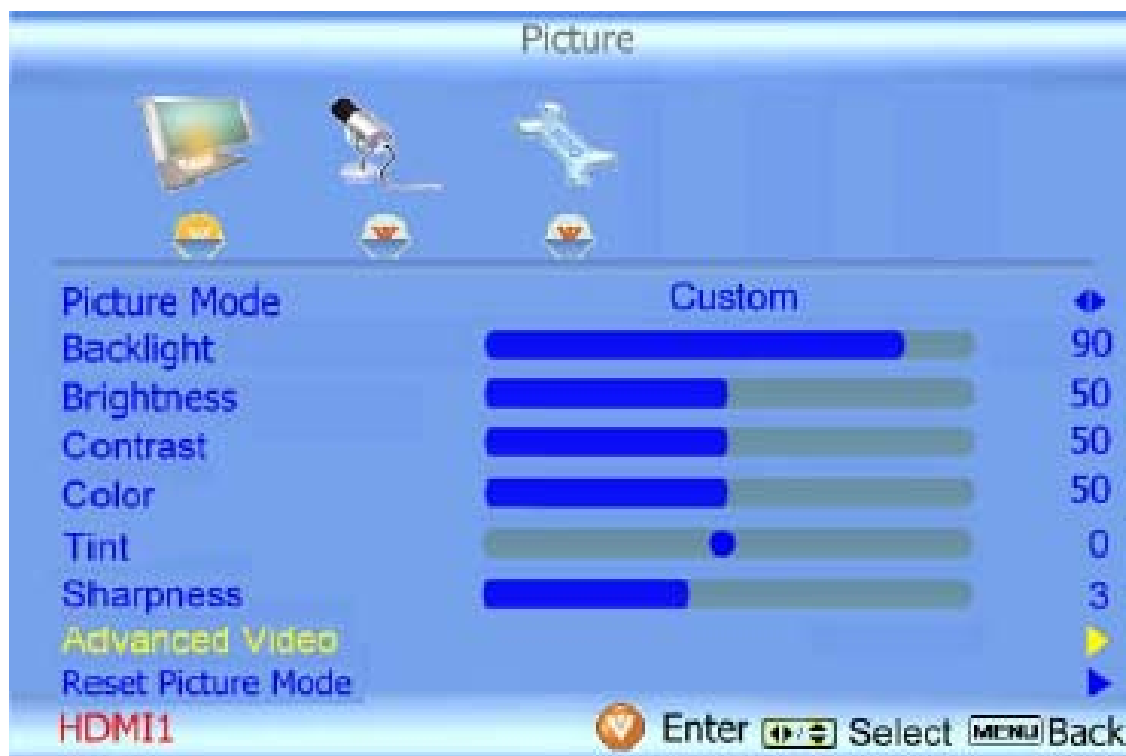 Picture
Picture Mode Custom
Backlight 90
Brightness 50
Contrast 50
Color 50
Tint 0
Sharpness 3
Advanced Video
Reset Picture Mode
HDMI1 V Enter Select MENU Back